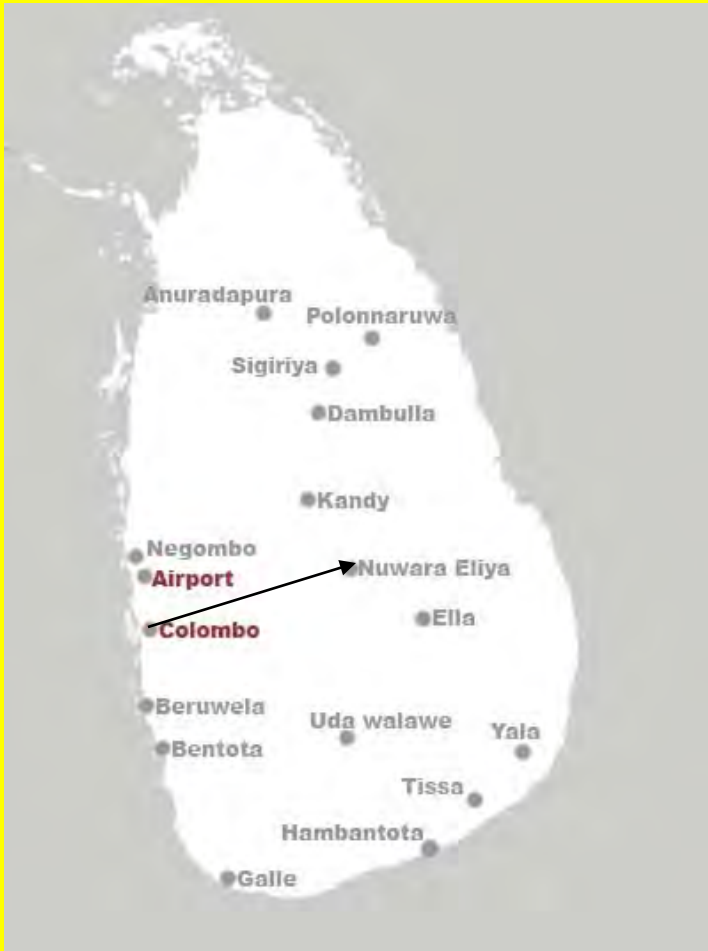 Anuradapura
Polonnaruwa
Sigiriya
Dambulla
Kandy
Negombo
Airport
Nuwara Eliya
Colombo
Ella
Beruwela
Uda walawe
Yala
Bentota
Tissa
Hambantota
Galle